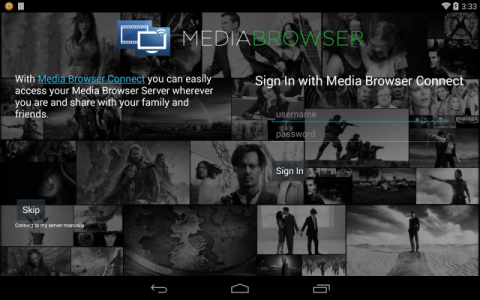 3:33
MEDIABROWSER
With Media Browser Connect you can easily
access your Media Browser Server wherever
you are and share with your family and
friends.
Sign In with Media Browser Connect
username
password
Sign In
Skip
Connect to my server manually